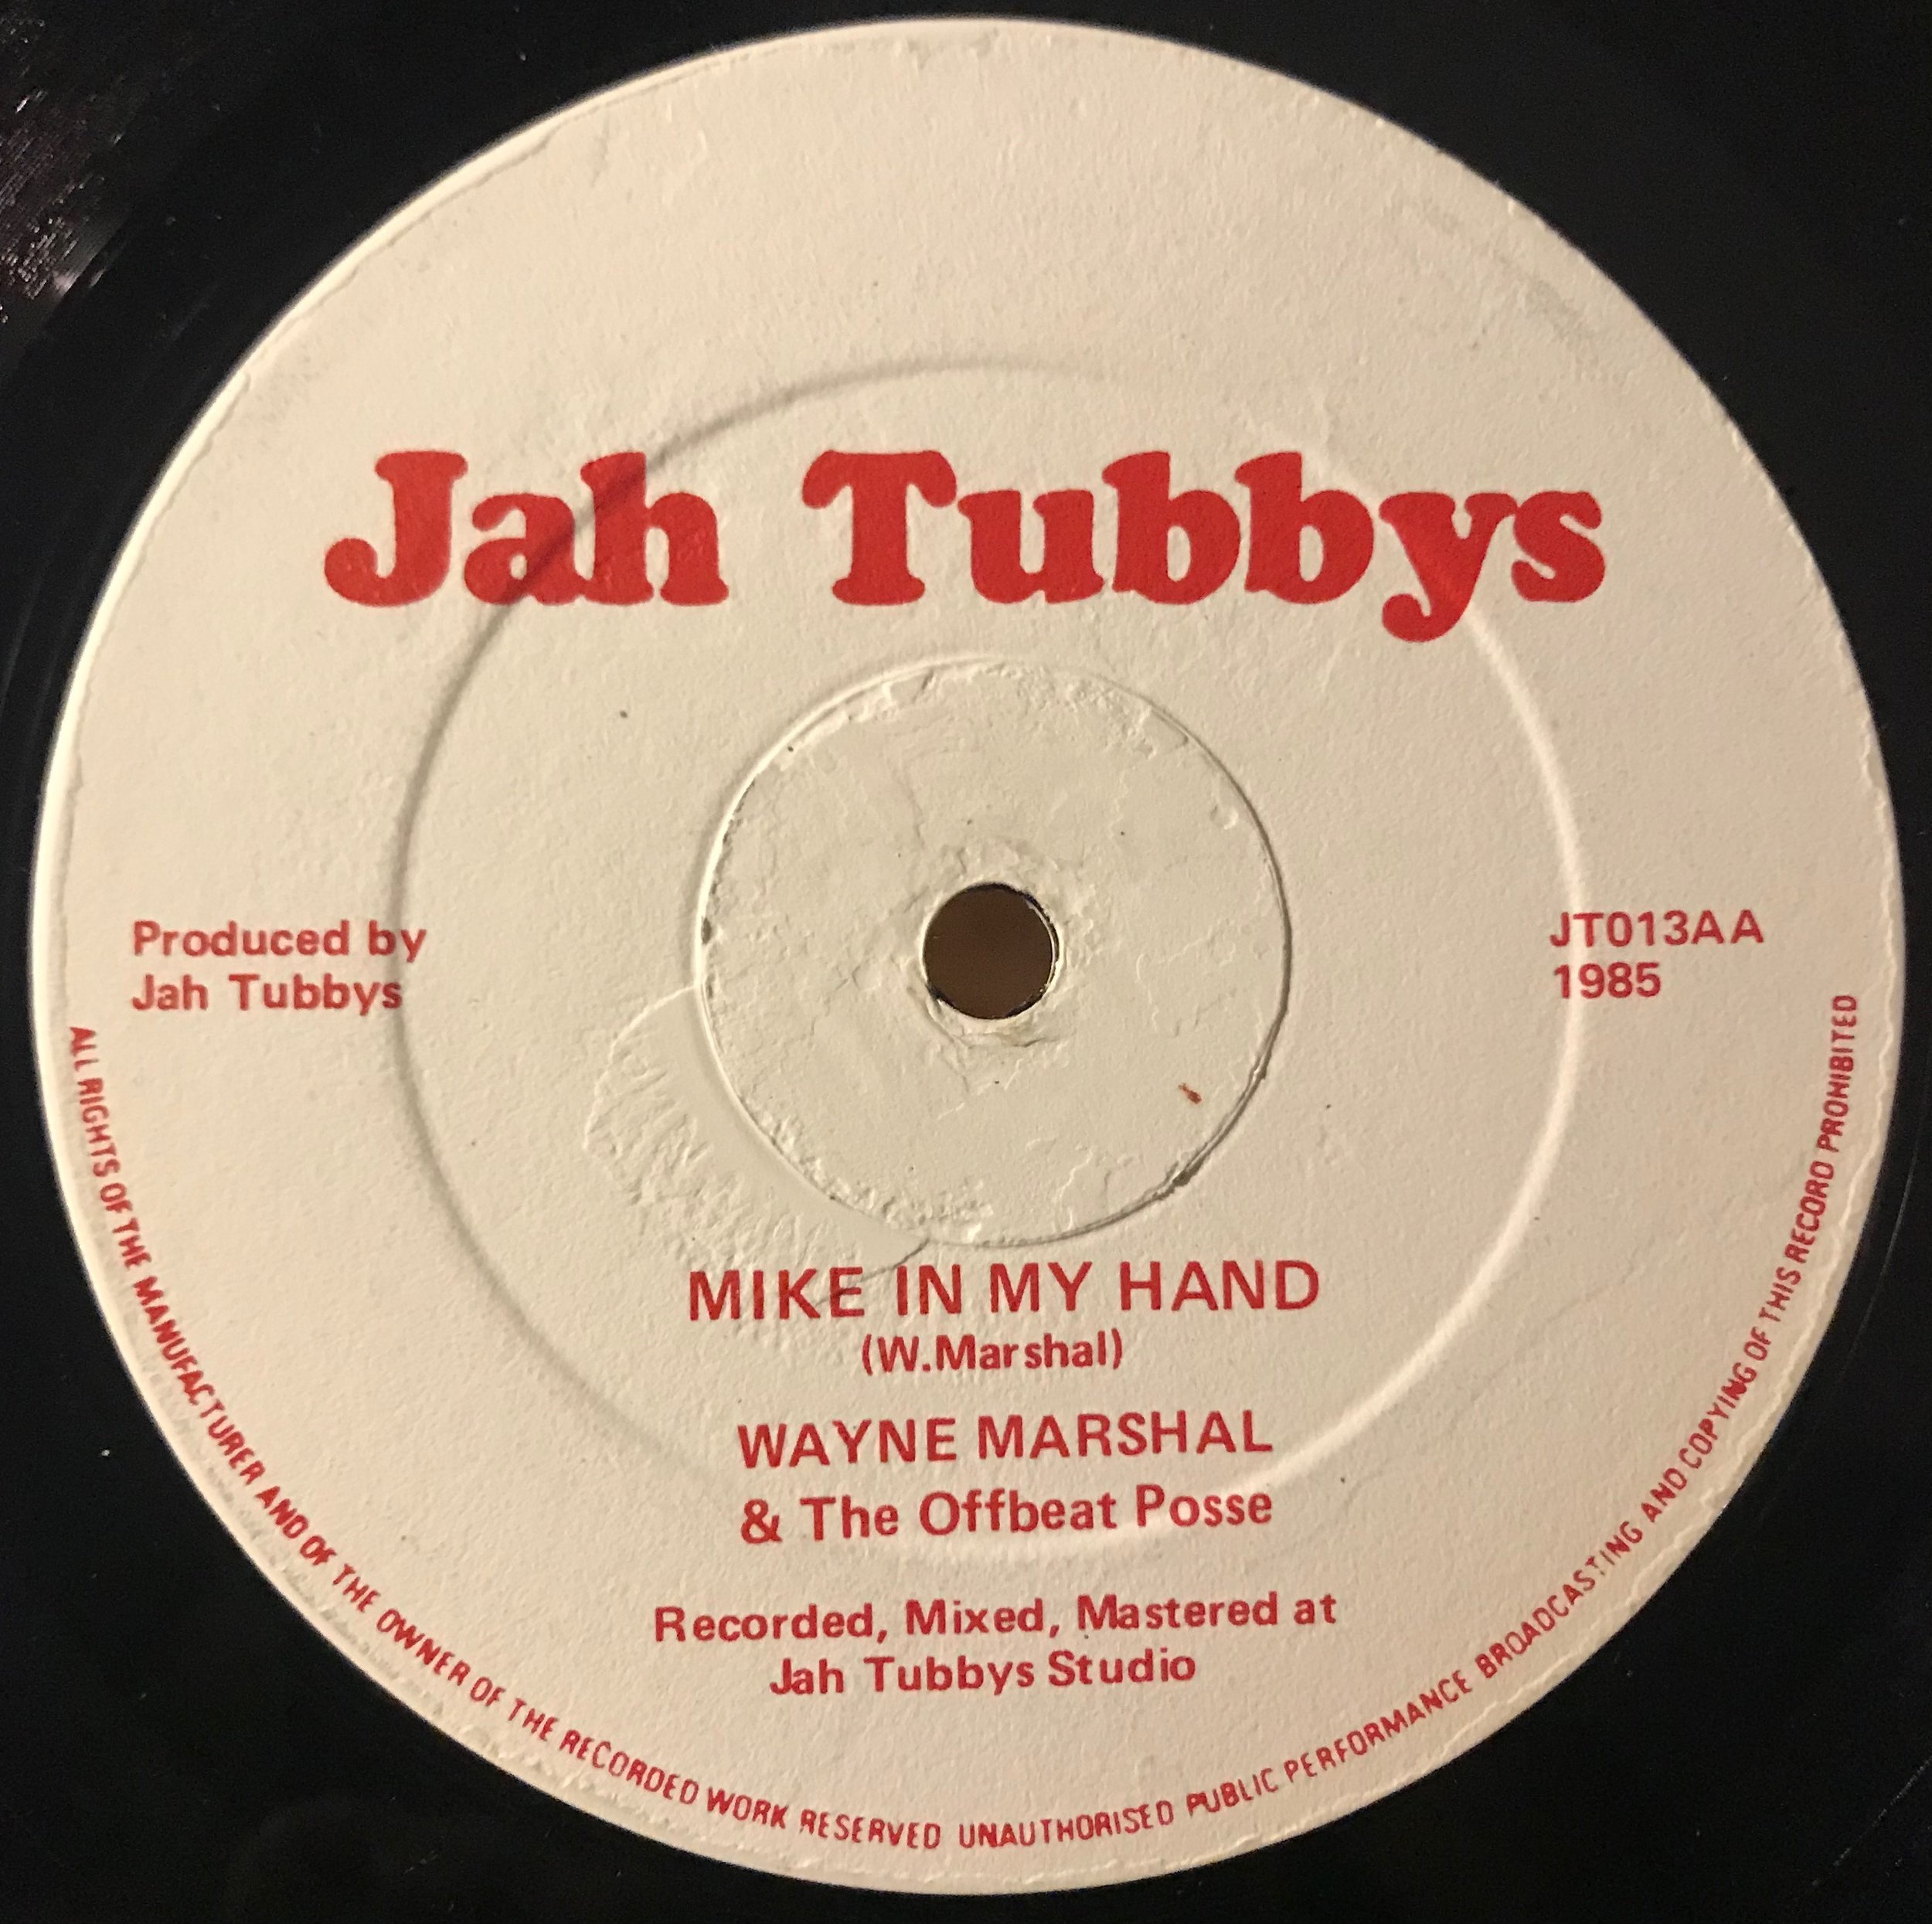 Jah Tubbys
Produced by
Jah Tubbys
JT013AA
1985
MIKE IN MY HAND
(W.Marshal)
WAYNE MARSHAL
& The Offbeat Posse
Recorded, Mixed, Mastered at
Jah Tubbys Studio
ALL RIGHTS OF THE MANUFACTURER AND OF THE OWNER OF THE RECORDED WORK RESERVED UNAUTHORISED PUBLIC PERFORMANCE BROADCASTING AND COPYING OF THIS RECORD PROHIBITED